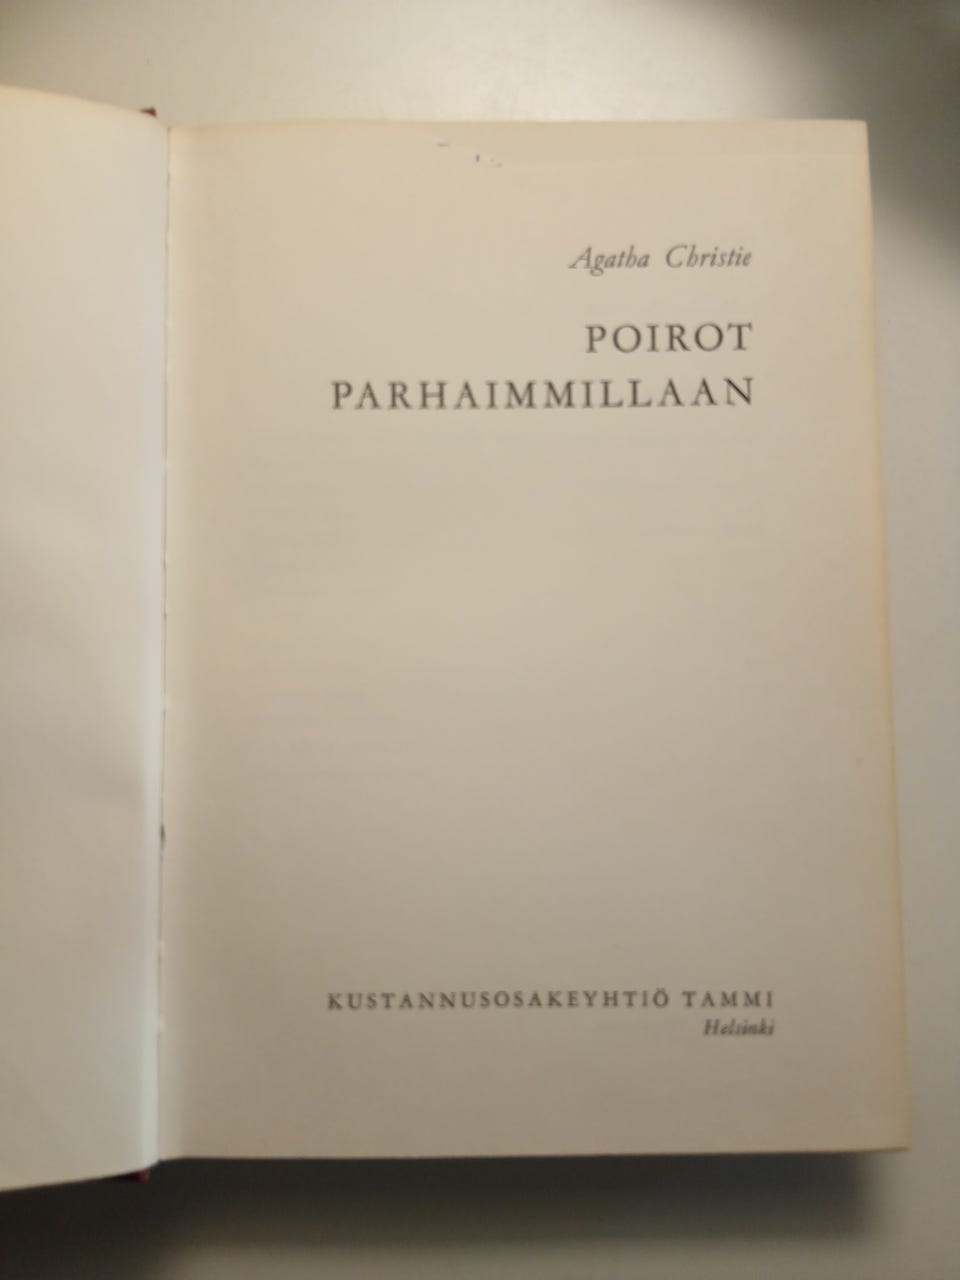 Agatha Christie
POIROT
PARHAIMMILLAAN
KUSTANNUSOSAKEYHTIÖ TAMMI
Helsinki